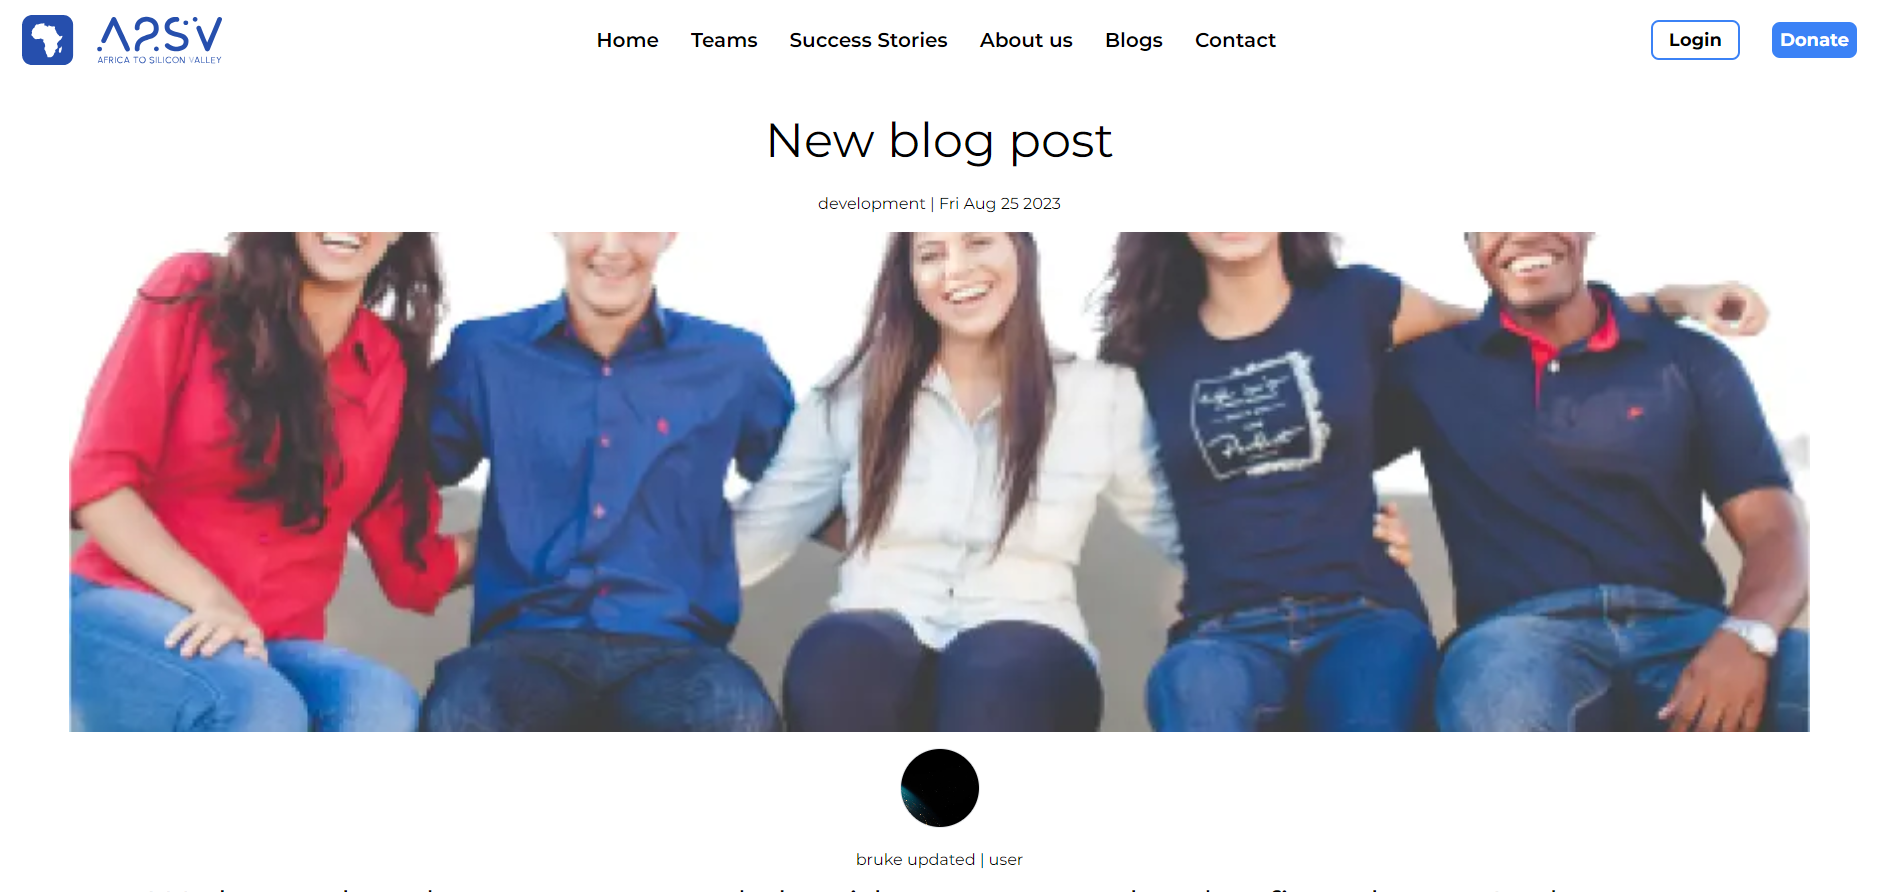 A2SV
AFRICA TO SILICON VALLEY
Home Teams Success Stories About us Blogs Contact
Login Donate
New blog post
development | Fri Aug 25 2023
bruke updated | user